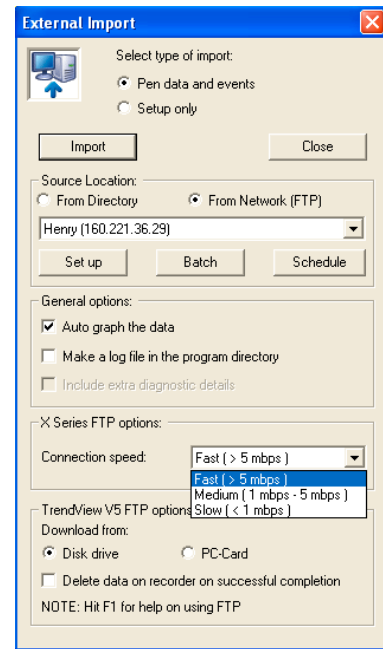 External Import
Select type of import:
Pen data and events
Setup only
Import
Close
Source Location:
From Directory
From Network (FTP)
Henry (160.221.36.29)
Set up
Batch
Schedule
General options:
Auto graph the data
Make a log file in the program directory
Include extra diagnostic details
X Series FTP options:
Connection speed:
Fast ( > 5 mbps )
Fast ( > 5 mbps )
Medium ( 1 mbps - 5 mbps )
Slow ( < 1 mbps )
TrendView V5 FTP options
Download from:
Disk drive
PC-Card
Delete data on recorder on successful completion
NOTE: Hit F1 for help on using FTP